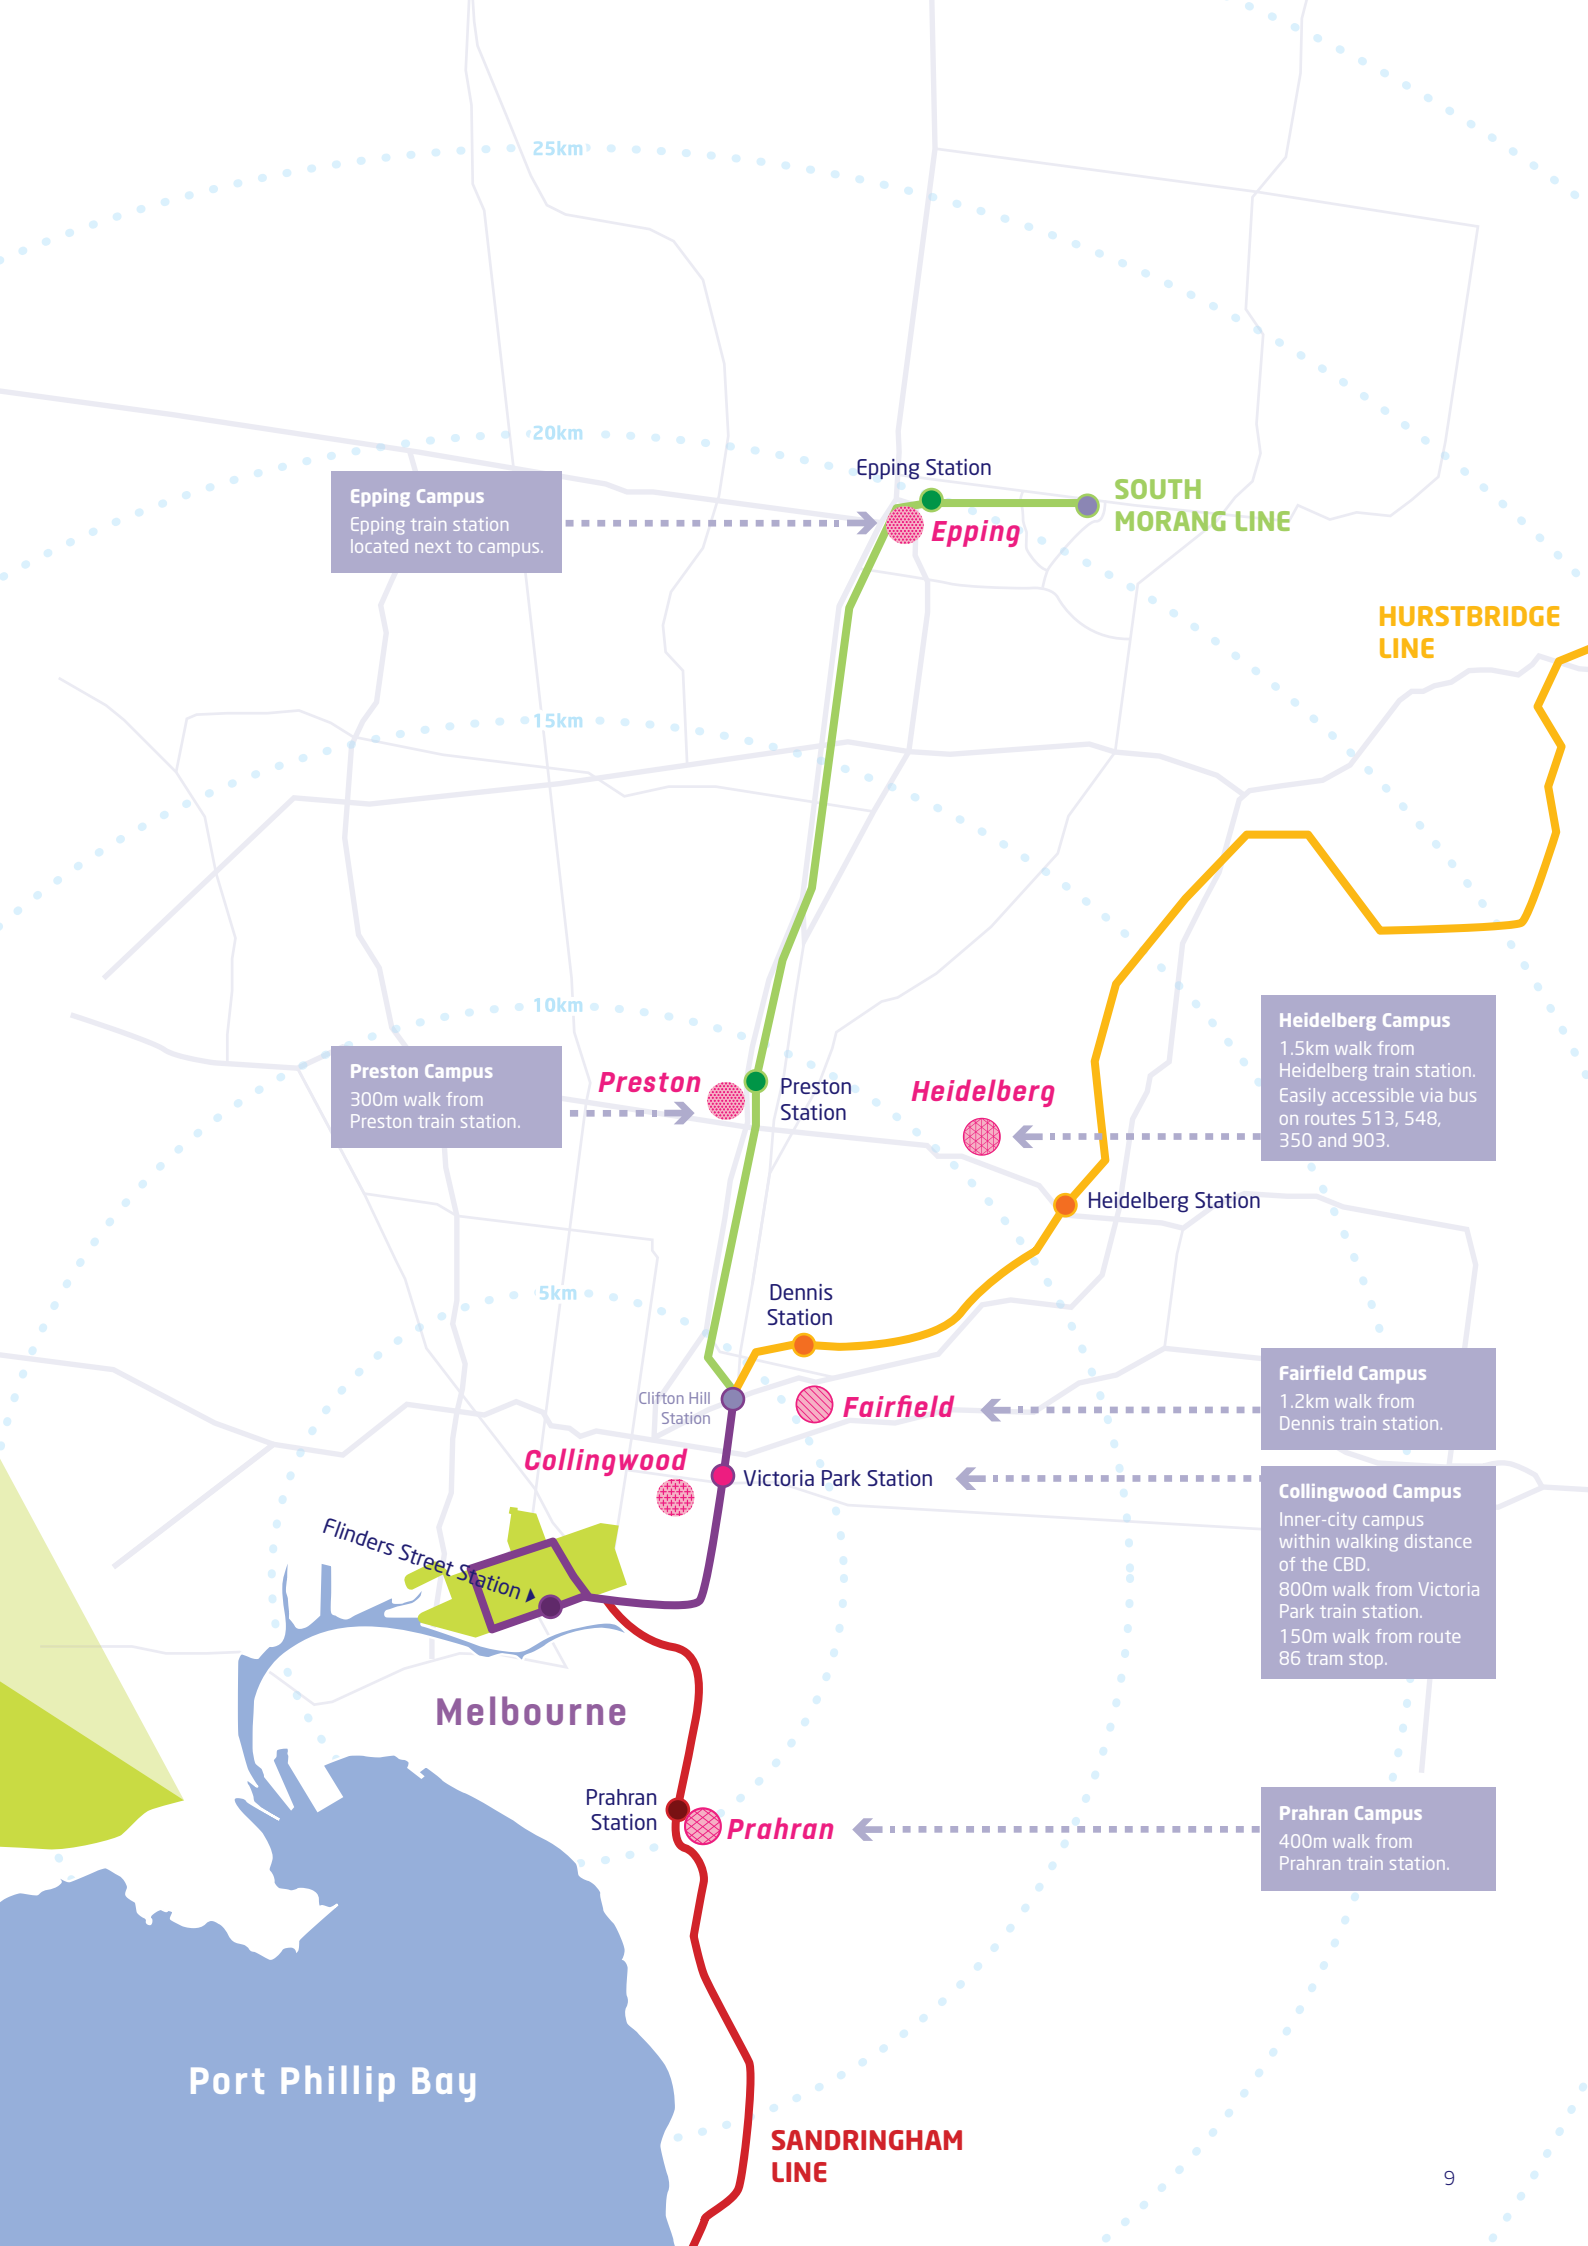 25km
20km
Epping Station
SOUTH
MORANG LINE
Epping Campus
Epping train station
located next to campus.
Epping
HURSTBRIDGE
LINE
15km
10km
Heidelberg Campus
1.5km walk from
Heidelberg train station.
Easily accessible via bus
on routes 513, 548,
350 and 903.
Preston Campus
300m walk from
Preston train station.
Preston
Preston
Station
Heidelberg
Heidelberg Station
5km
Dennis
Station
Clifton Hill
Station
Fairfield
Fairfield Campus
1.2km walk from
Dennis train station.
Collingwood
Victoria Park Station
Collingwood Campus
Inner-city campus
within walking distance
of the CBD.
800m walk from Victoria
Park train station.
150m walk from route
86 tram stop.
Flinders Street Station
Melbourne
Prahran
Station
Prahran
Prahran Campus
400m walk from
Prahran train station.
Port Phillip Bay
SANDRINGHAM
LINE
9